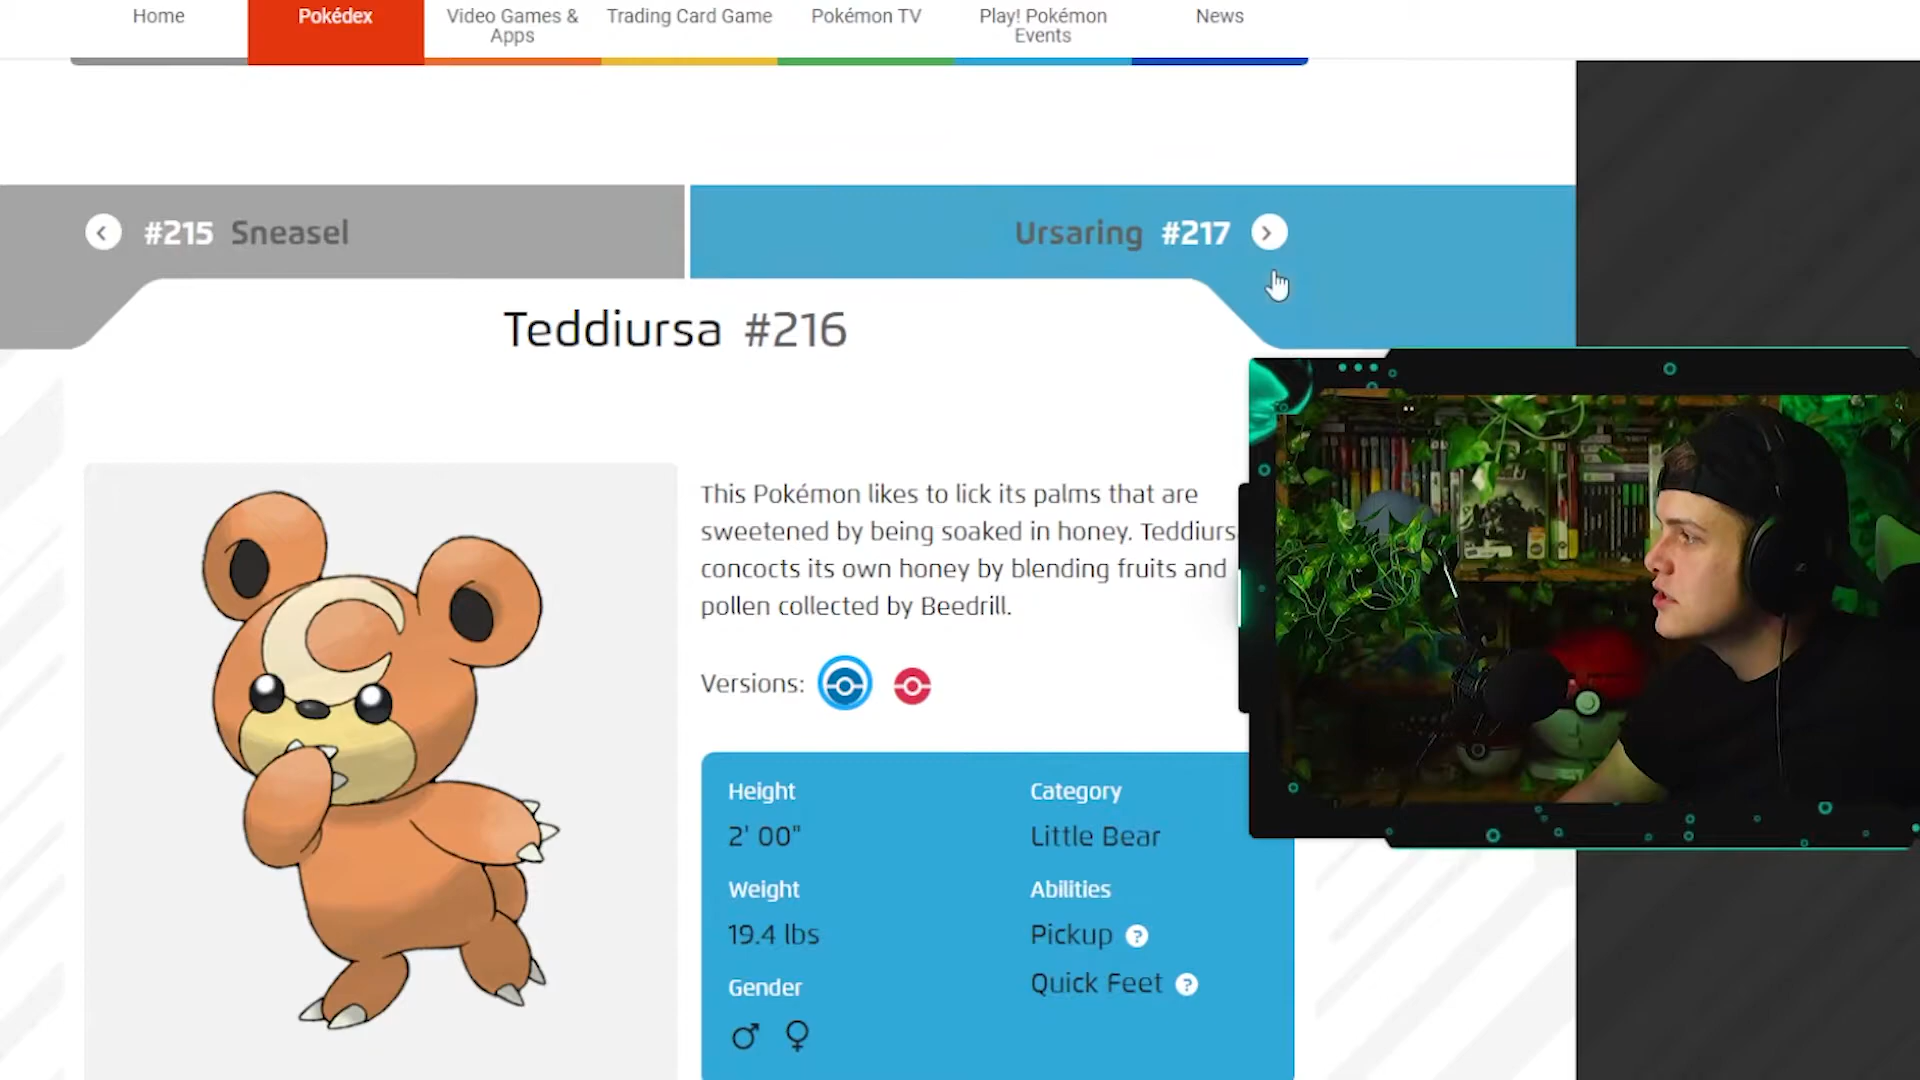 Home
Pokédex
Video Games &
Apps
Trading Card Game
Pokémon TV
Play! Pokémon
Events
News
#215 Sneasel
Ursaring #217
Teddiursa #216
This Pokémon likes to lick its palms that are
sweetened by being soaked in honey. Teddiurs
concocts its own honey by blending fruits and
pollen collected by Beedrill.
Versions:
Height
2' 00"
Weight
19.4 lbs
Gender
Category
Little Bear
Abilities
Pickup ?
Quick Feet ?